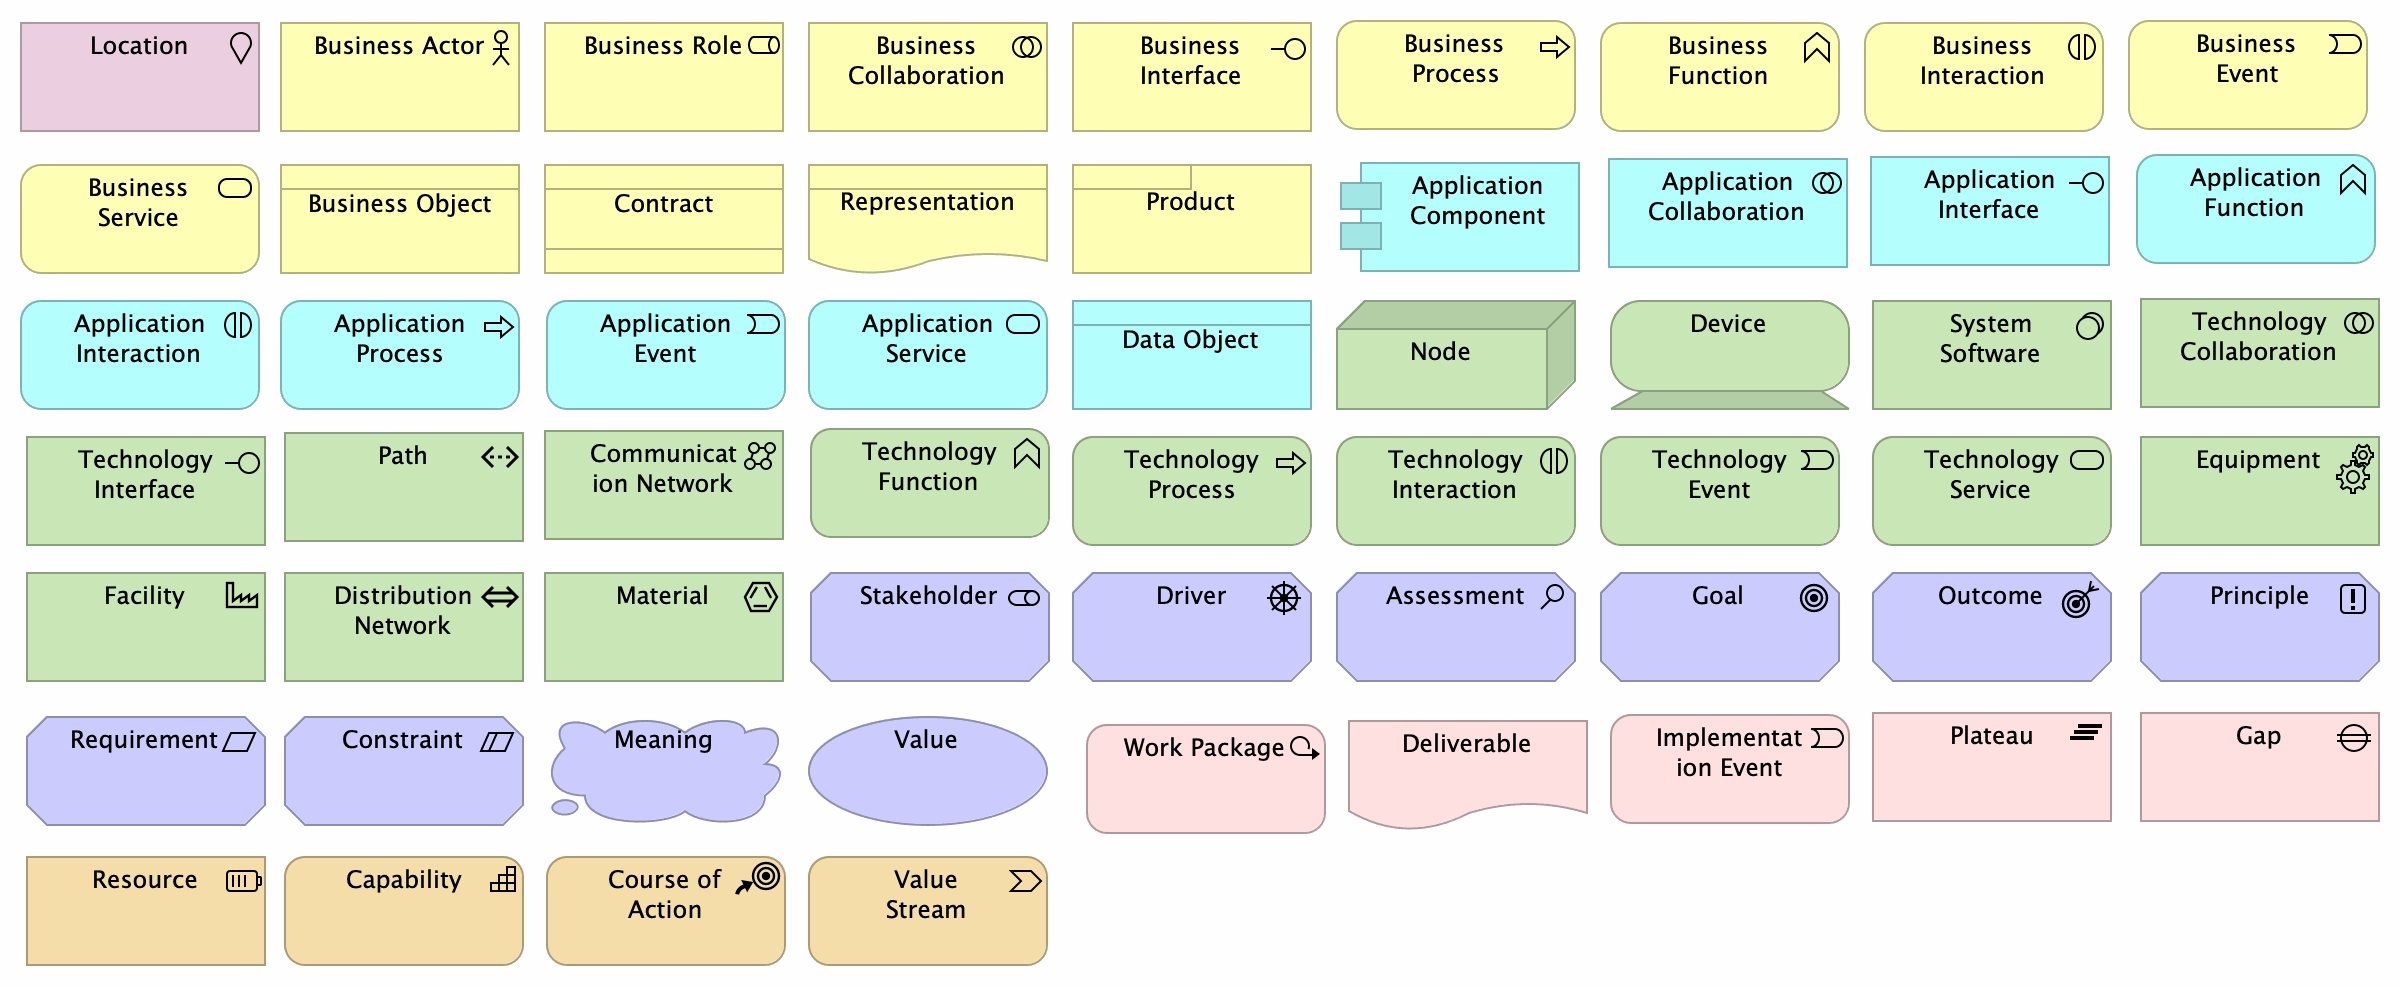 Location
Business Actor
Business Role
Business
Collaboration
Business
Interface
Business
Process
Business
Function
Business
Interaction
Business
Event
Business
Service
Business Object
Contract
Representation
Product
Application
Component
Application
Collaboration
Application
Interface
Application
Function
Application
Interaction
Application
Process
Application
Event
Application
Service
Data Object
Node
Device
System
Software
Technology
Collaboration
Technology
Interface
Path
Communicat
ion Network
Technology
Function
Technology
Process
Technology
Interaction
Technology
Event
Technology
Service
Equipment
Facility
Distribution
Network
Material
Stakeholder
Driver
Assessment
Goal
Outcome
Principle
Requirement
Constraint
Meaning
Value
Work Package
Deliverable
Implementat
ion Event
Plateau
Gap
Resource
Capability
Course of
Action
Value
Stream